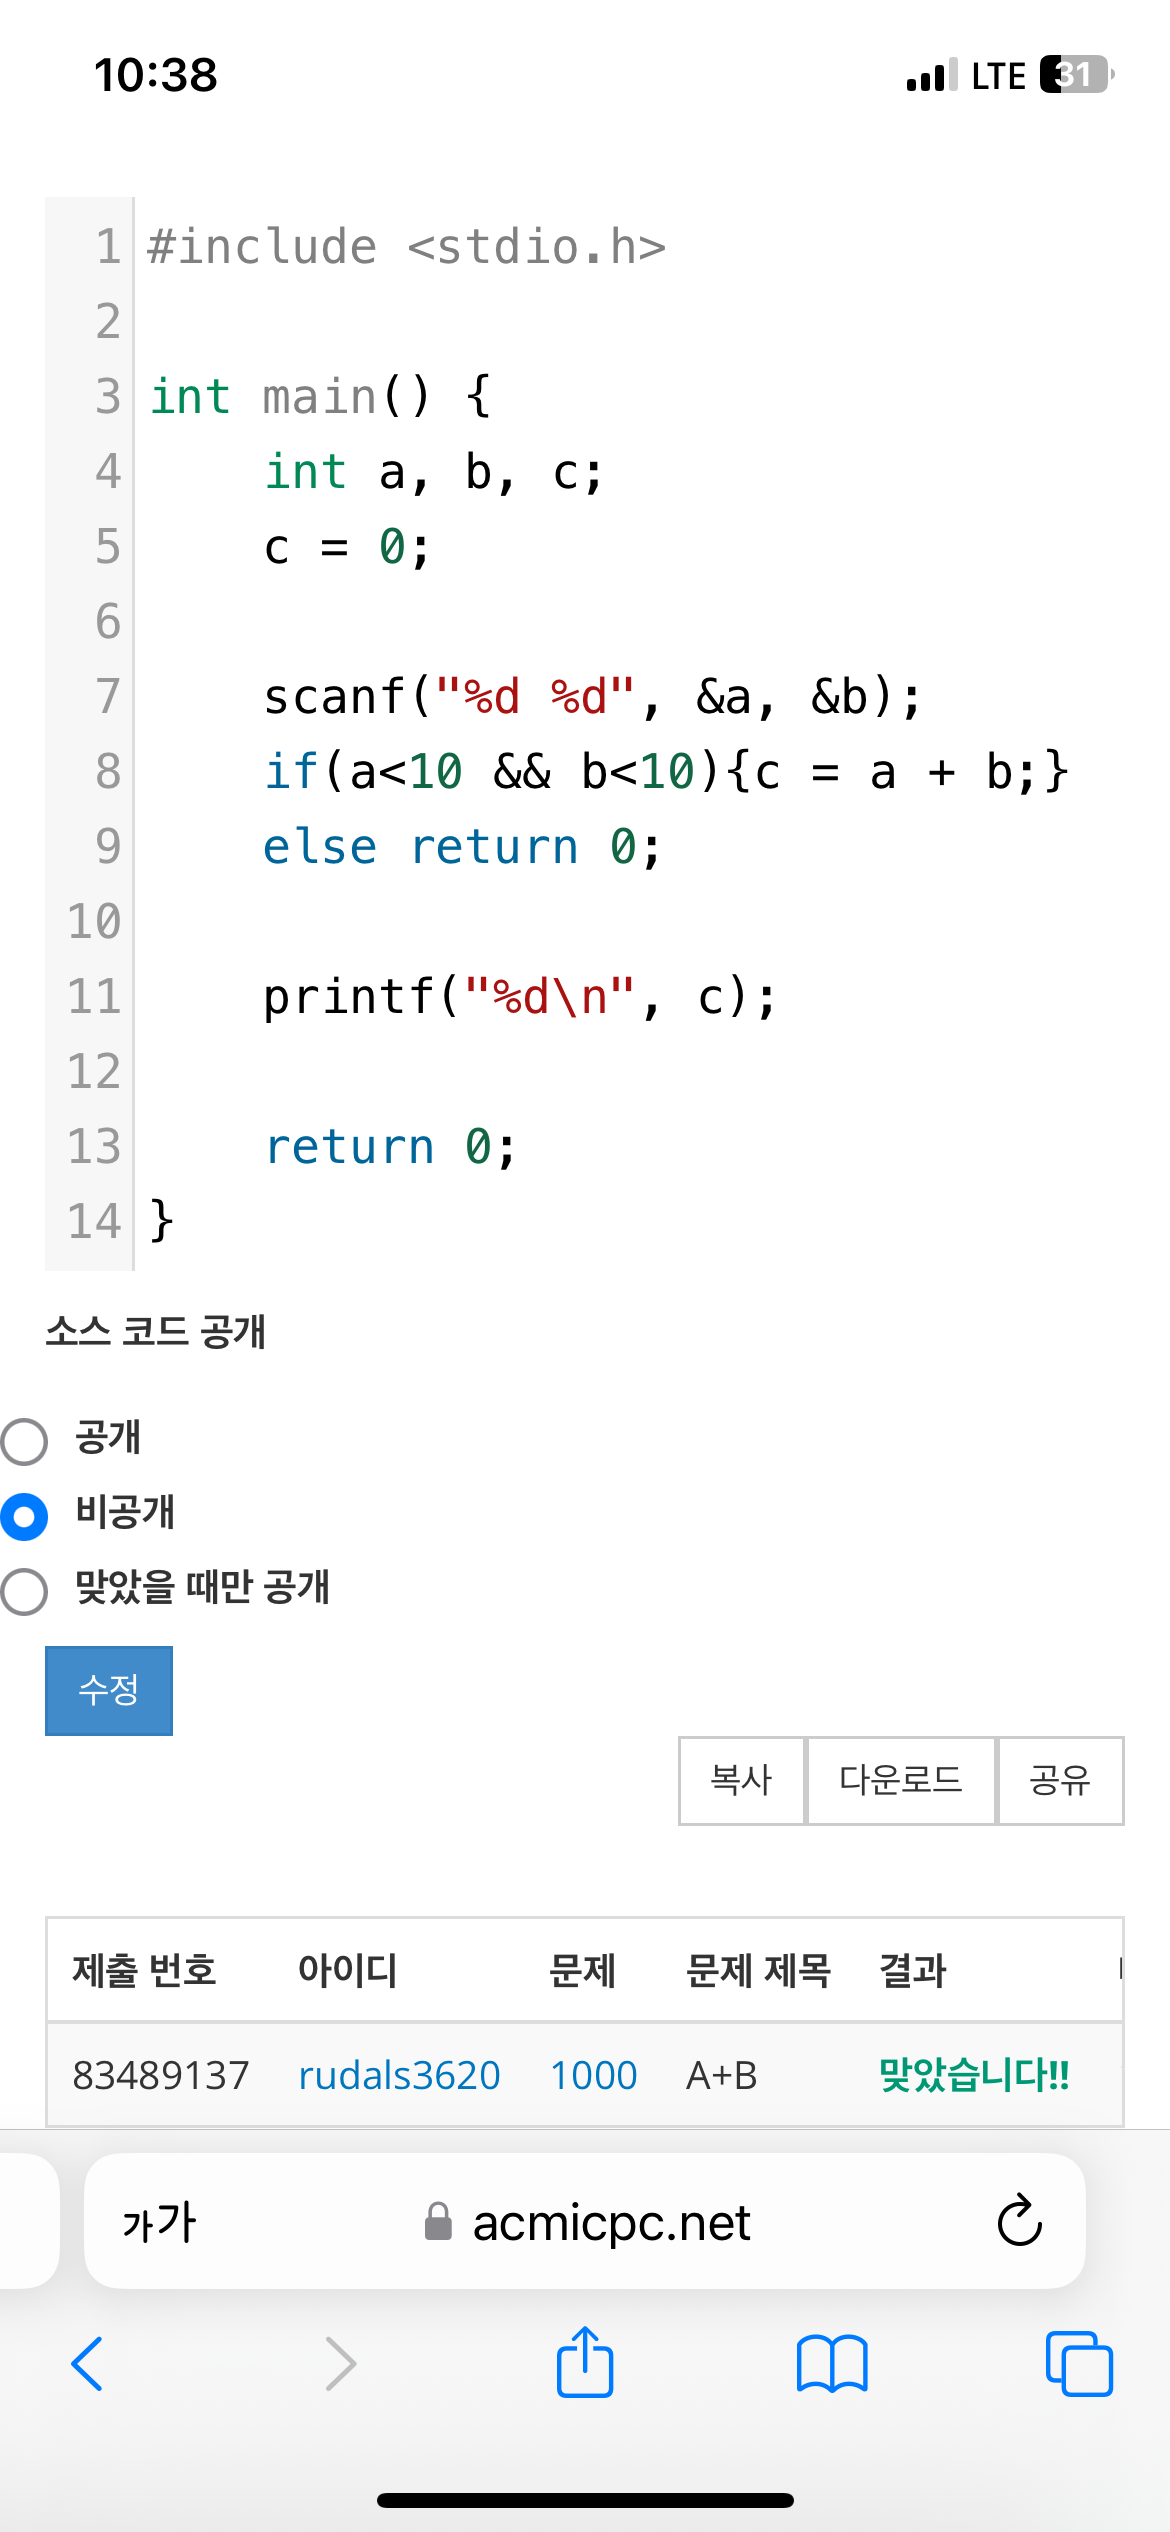 10:38 LTE 31
1 #include <stdio.h>
2
3 int main() {
4 int a, b, c;
5 c = 0;
6
7 scanf("%d %d", &a, &b);
8 if(a<10 && b<10){c = a + b;}
9 else return 0;
10
11 printf("%d\n", c);
12
13 return 0;
14 }
소스 코드 공개
공개
비공개
맞았을 때만 공개
수정
복사 다운로드 공유
제출 번호 아이디 문제 문제 제목 결과
83489137 rudals3620 1000 A+B 맞았습니다!!
가가 acmicpc.net